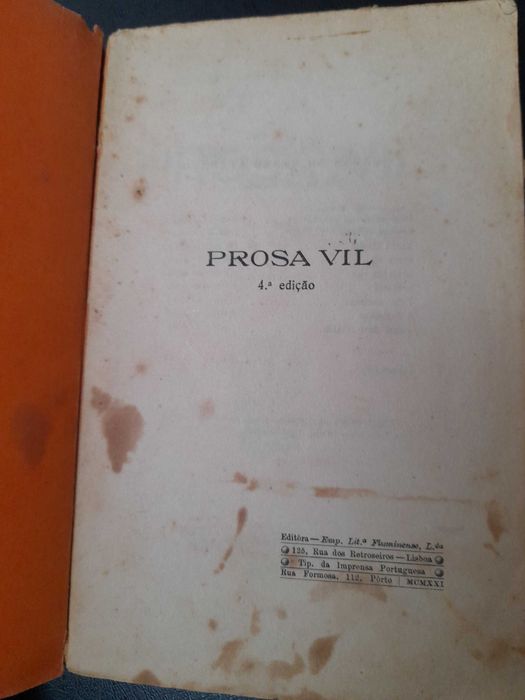 PROSA VIL
4.ª edição
Editôra — Emp. Lit.ª Fluminense, L.da
125, Rua dos Retroseiros — Lisboa
Tip. da Imprensa Portuguesa
Rua Formosa, 112, Pôrto | MCMXXI